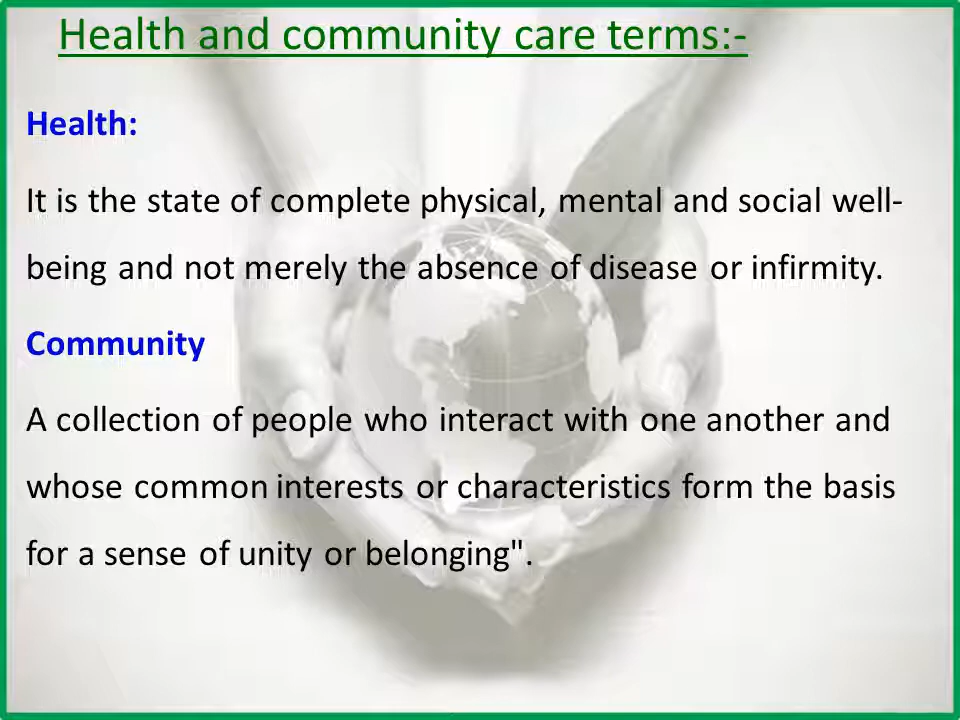 Health and community care terms:-
Health:
It is the state of complete physical, mental and social well-
being and not merely the absence of disease or infirmity.
Community
A collection of people who interact with one another and
whose common interests or characteristics form the basis
for a sense of unity or belonging".